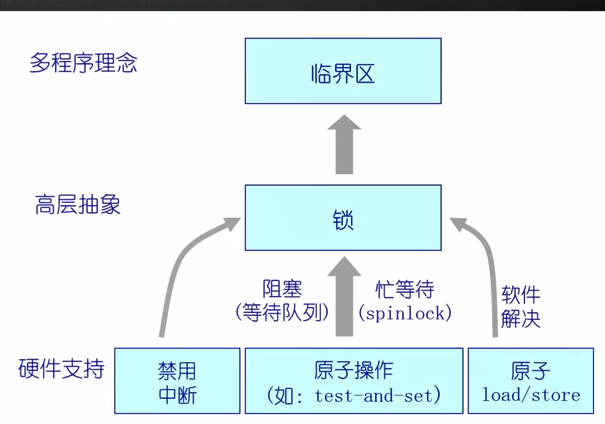 多程序理念
临界区
高层抽象
锁
阻塞
(等待队列)
忙等待
(spinlock)
软件
解决
硬件支持
禁用
中断
原子操作
(如: test-and-set)
原子
load/store